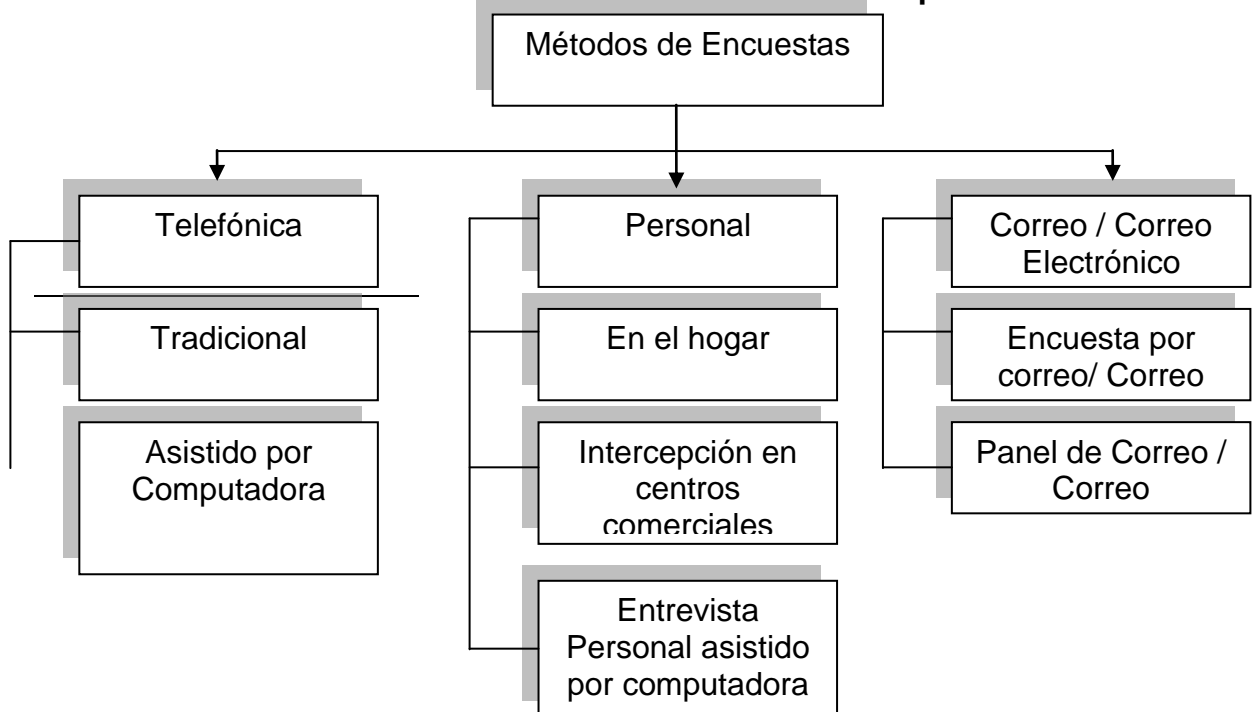 Métodos de Encuestas
Telefónica
Tradicional
Asistido por
Computadora
Personal
En el hogar
Intercepción en
centros
comerciales
Entrevista
Personal asistido
por computadora
Correo / Correo
Electrónico
Encuesta por
correo/ Correo
Panel de Correo /
Correo